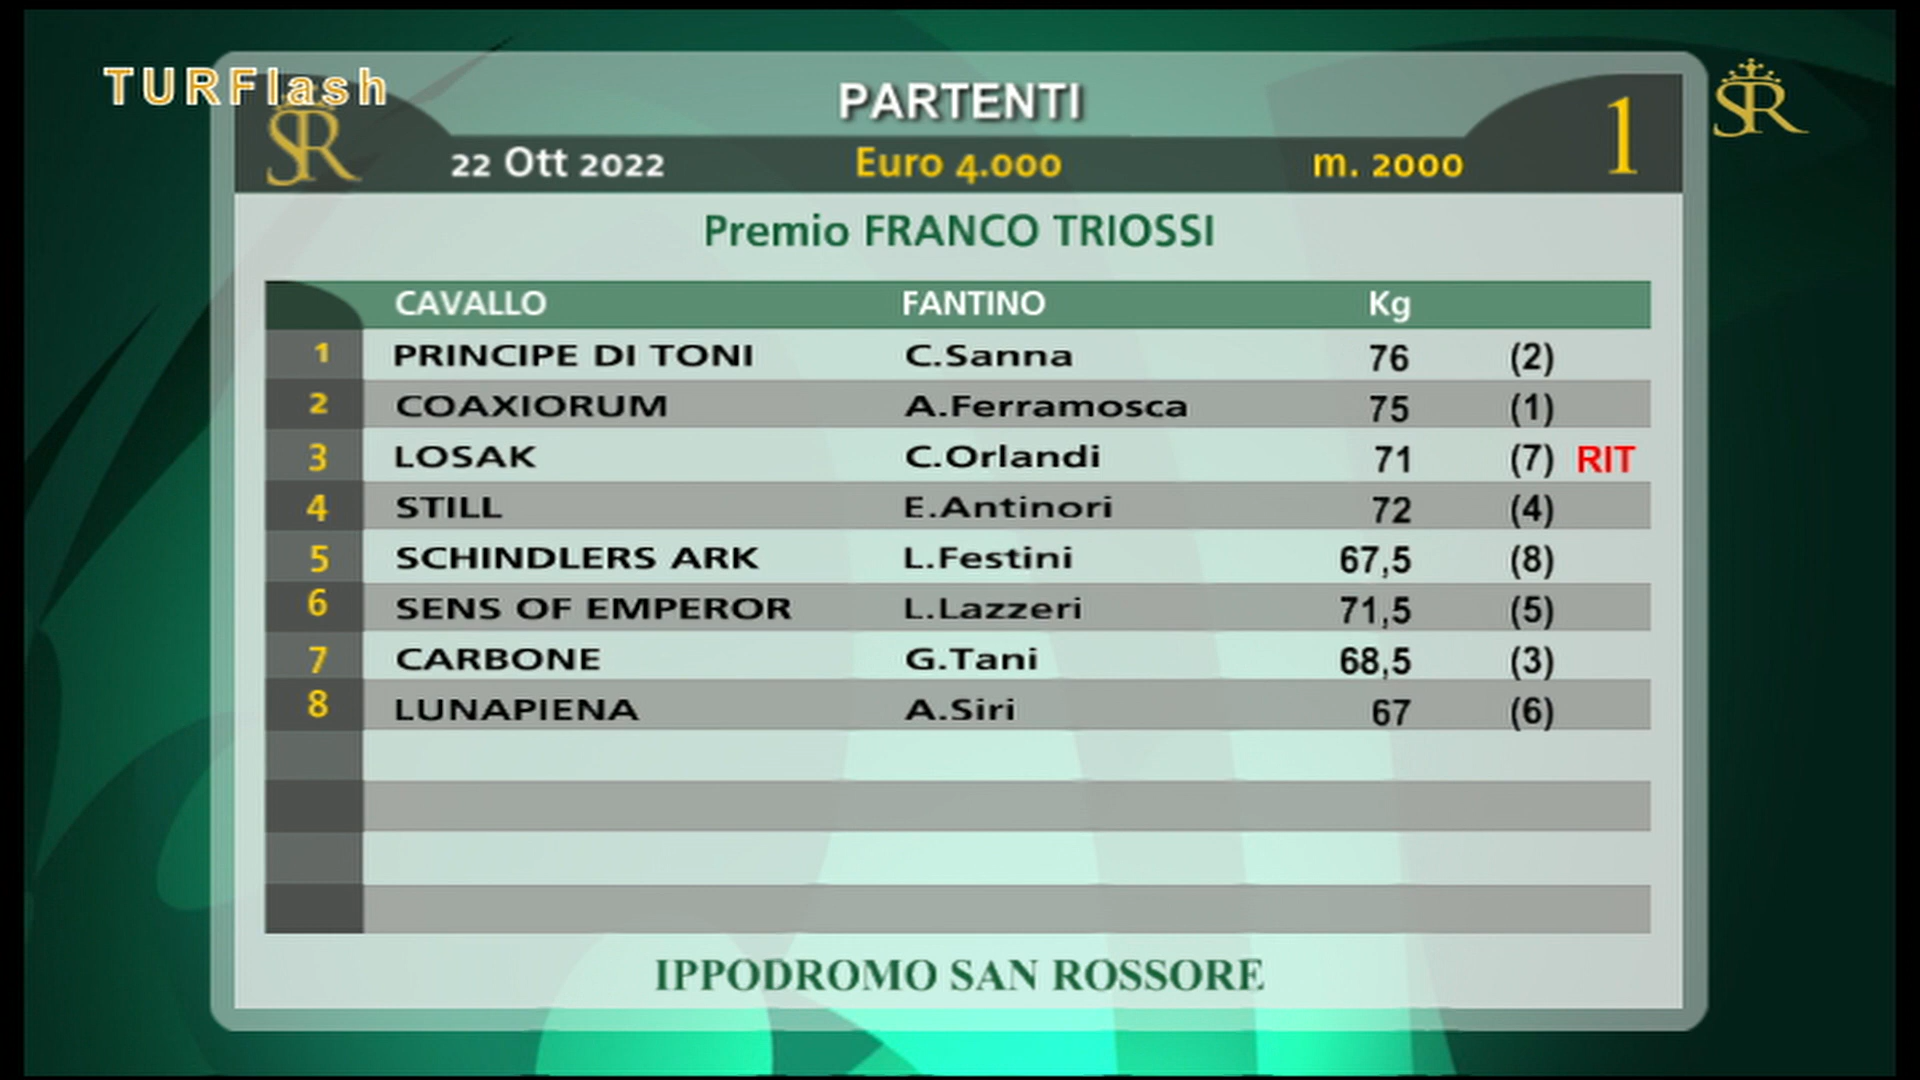 TURFlash
SR
PARTENTI
1
SR
22 Ott 2022 Euro 4.000 m. 2000
Premio FRANCO TRIOSSI
CAVALLO FANTINO Kg
1 PRINCIPE DI TONI C.Sanna 76 (2)
2 COAXIORUM A.Ferramosca 75 (1)
3 LOSAK C.Orlandi 71 (7) RIT
4 STILL E.Antinori 72 (4)
5 SCHINDLERS ARK L.Festini 67,5 (8)
6 SENS OF EMPEROR L.Lazzeri 71,5 (5)
7 CARBONE G.Tani 68,5 (3)
8 LUNAPIENA A.Siri 67 (6)
IPPODROMO SAN ROSSORE